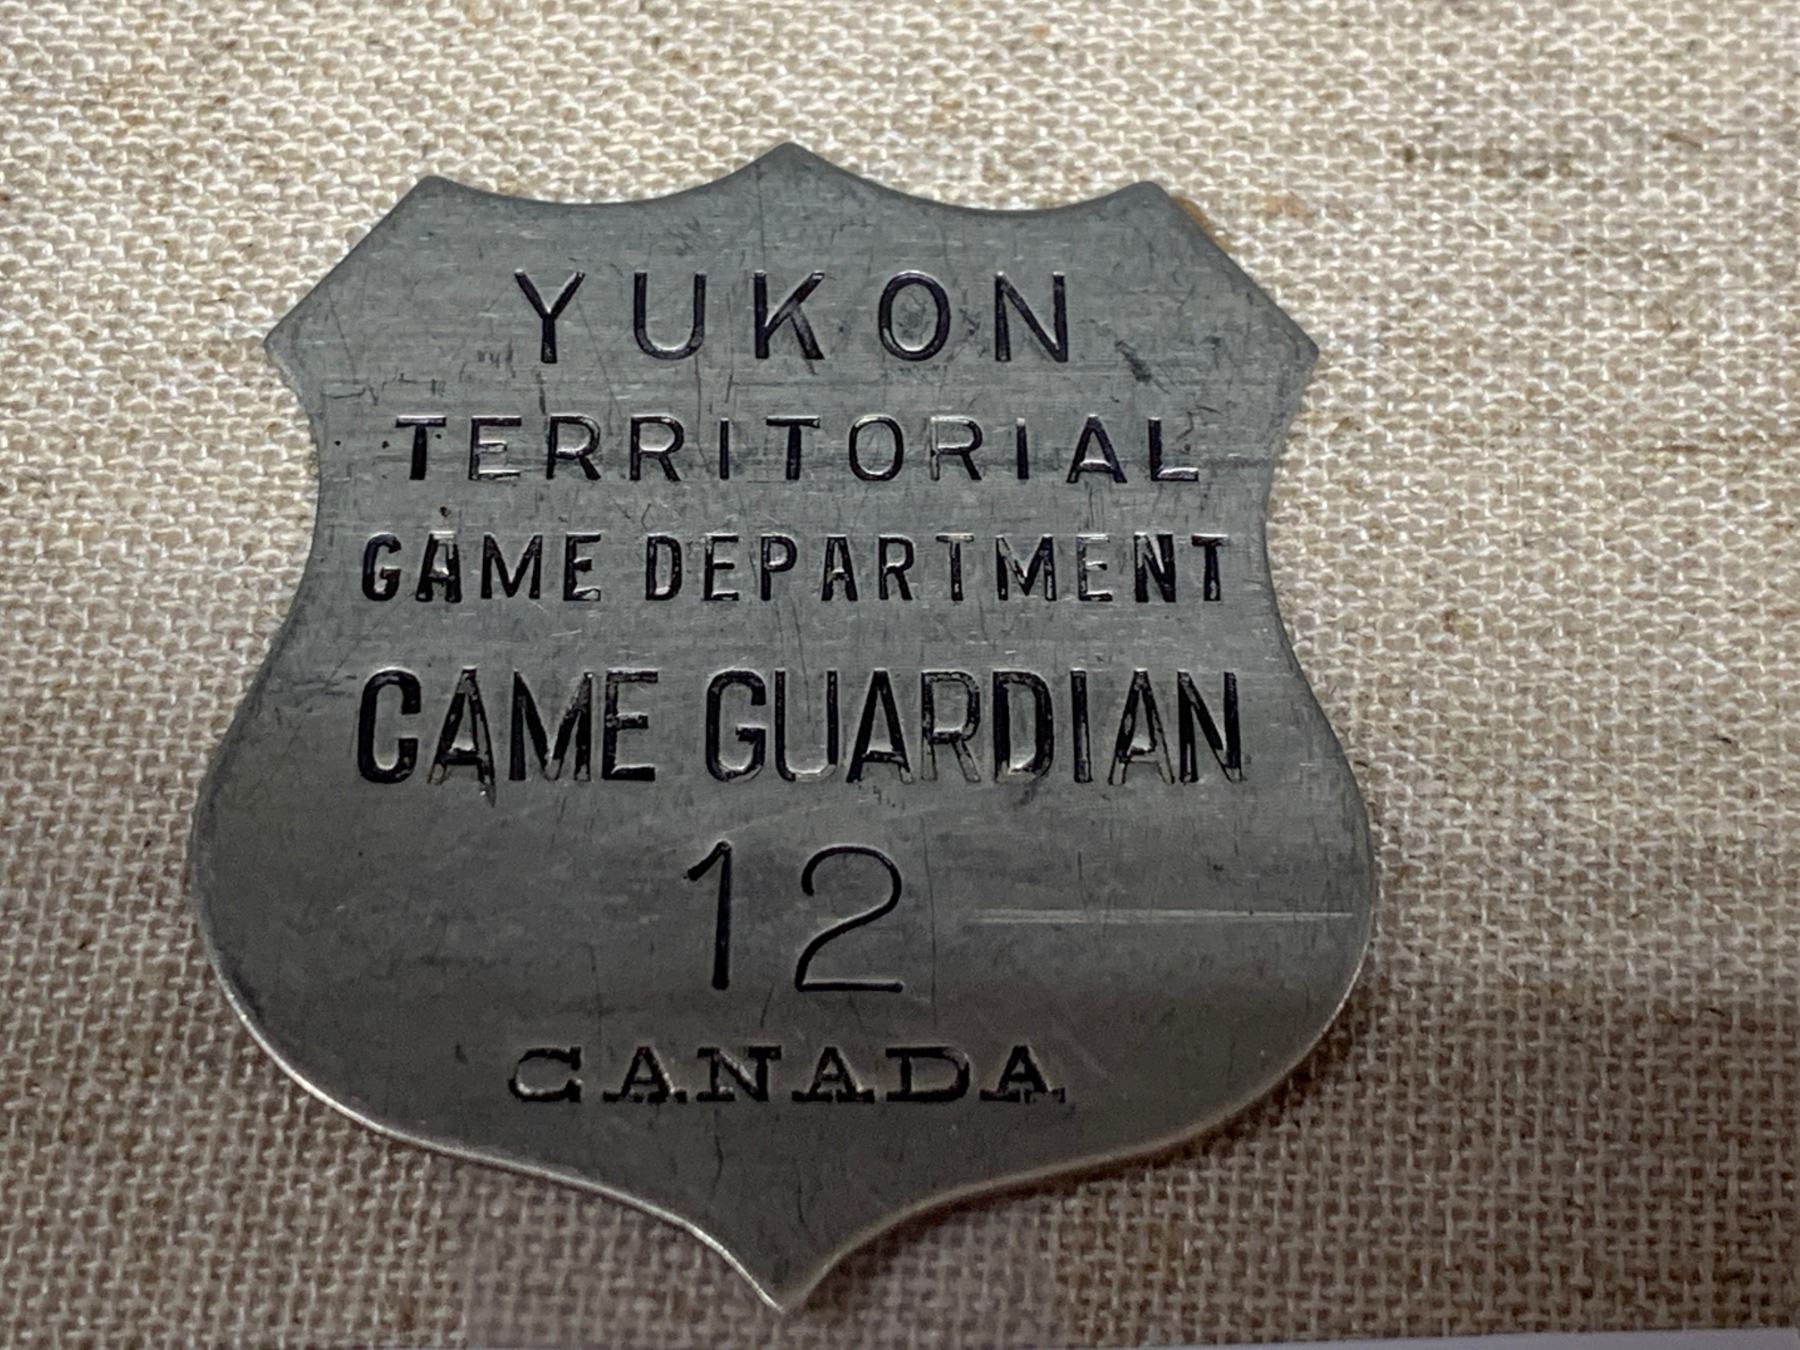 YUKON
TERRITORIAL
GAME DEPARTMENT
GAME GUARDIAN
12
CANADA